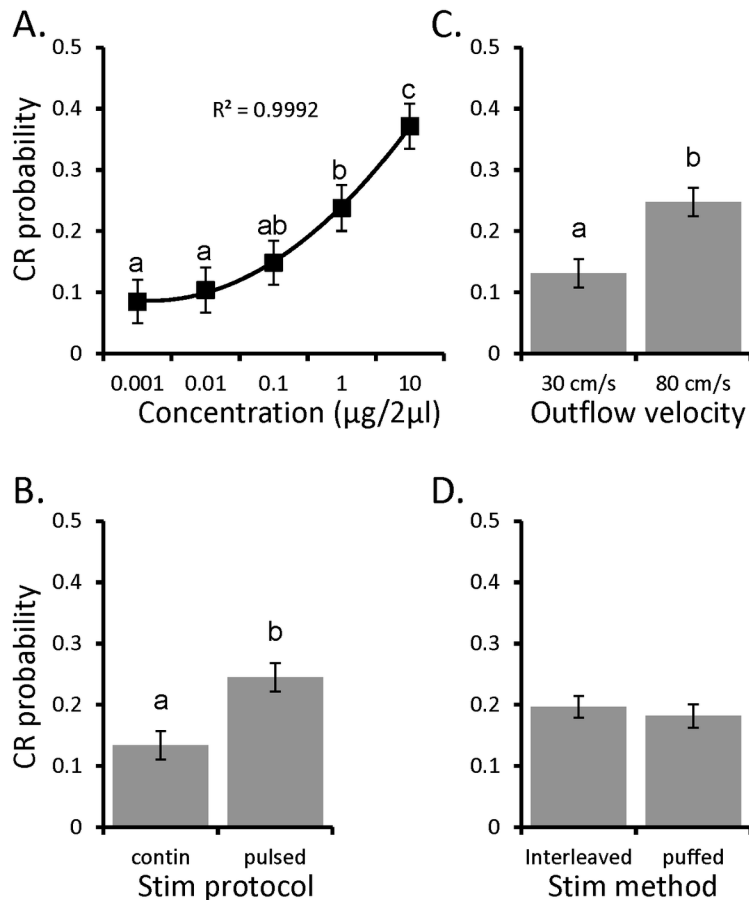 A.
CR probability
0.5
0.4
0.3
0.2
0.1
0
R² = 0.9992
a
a
ab
b
c
0.001 0.01 0.1 1 10
Concentration (µg/2µl)
C.
0.5
0.4
0.3
0.2
0.1
0
a
b
30 cm/s 80 cm/s
Outflow velocity
B.
CR probability
0.5
0.4
0.3
0.2
0.1
0
a
b
contin pulsed
Stim protocol
D.
0.5
0.4
0.3
0.2
0.1
0
Interleaved puffed
Stim method